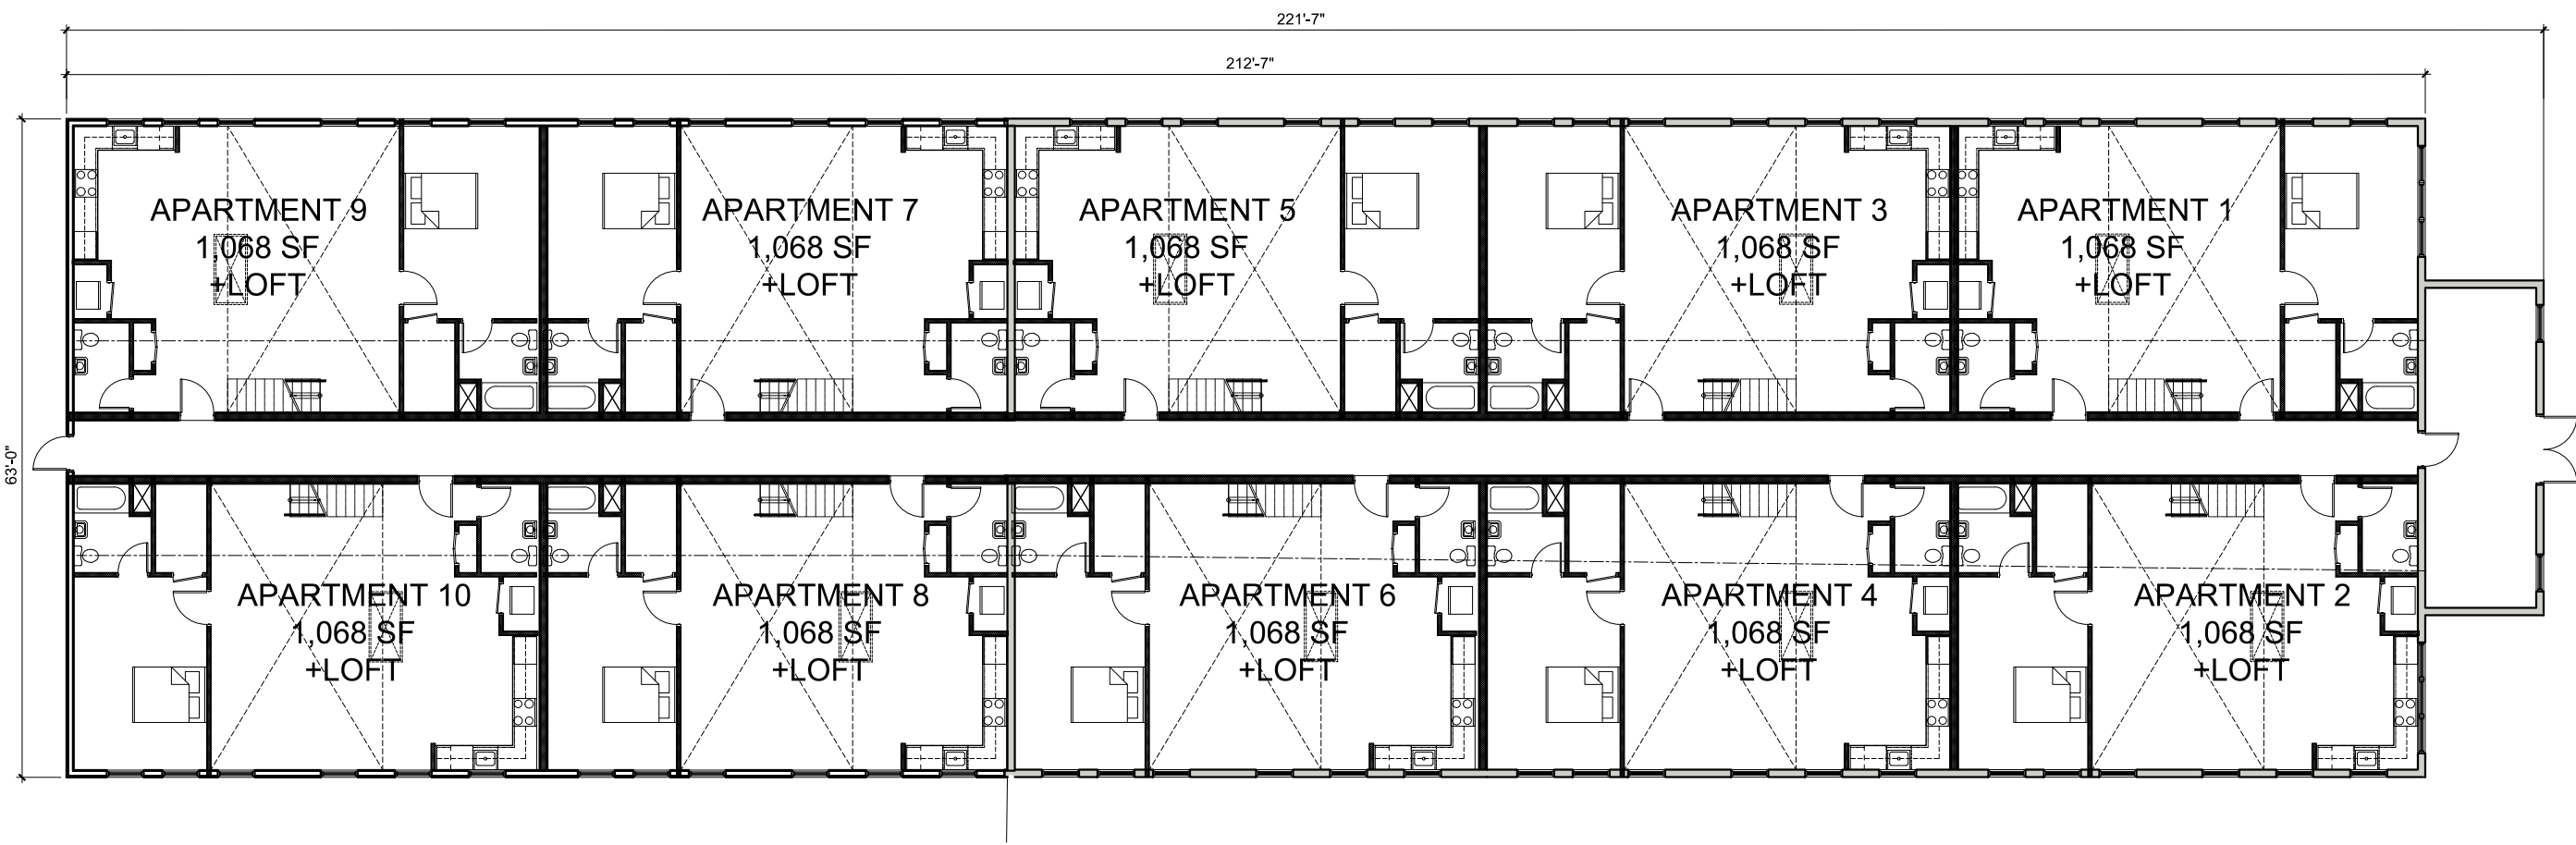 221'-7"
212'-7"
63'-0"
APARTMENT 9
1,068 SF
+LOFT
APARTMENT 7
1,068 SF
+LOFT
APARTMENT 5
1,068 SF
+LOFT
APARTMENT 3
1,068 SF
+LOFT
APARTMENT 1
1,068 SF
+LOFT
APARTMENT 10
1,068 SF
+LOFT
APARTMENT 8
1,068 SF
+LOFT
APARTMENT 6
1,068 SF
+LOFT
APARTMENT 4
1,068 SF
+LOFT
APARTMENT 2
1,068 SF
+LOFT